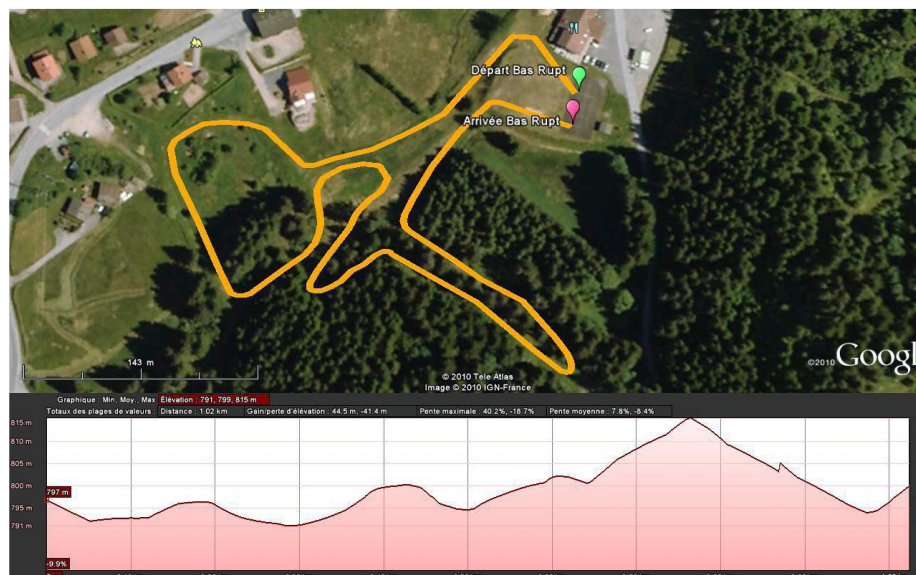 Départ Bas Rupt
Arrivée Bas Rupt
143 m
© 2010 Tele Atlas
Image © 2010 IGN-France
©2010 Googl
Graphique : Min, Moy., Max Élévation : 791, 799, 815 m
Totaux des plages de valeurs : Distance : 1.02 km Gain/perte d'élévation : 44.5 m, -41.4 m Pente maximale : 40.2%, -18.7% Pente moyenne : 7.8%, -8.4%
815 m
810 m
805 m
800 m
797 m
795 m
791 m
-9.9%